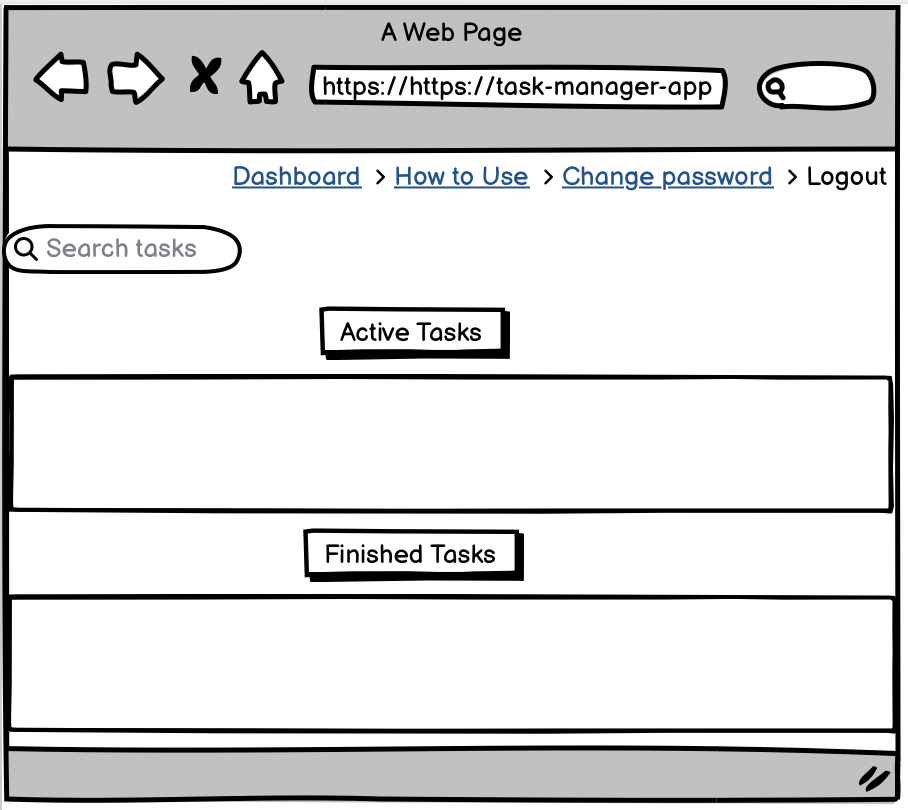 A Web Page
https://https://task-manager-app
Dashboard > How to Use > Change password > Logout
Search tasks
Active Tasks
Finished Tasks